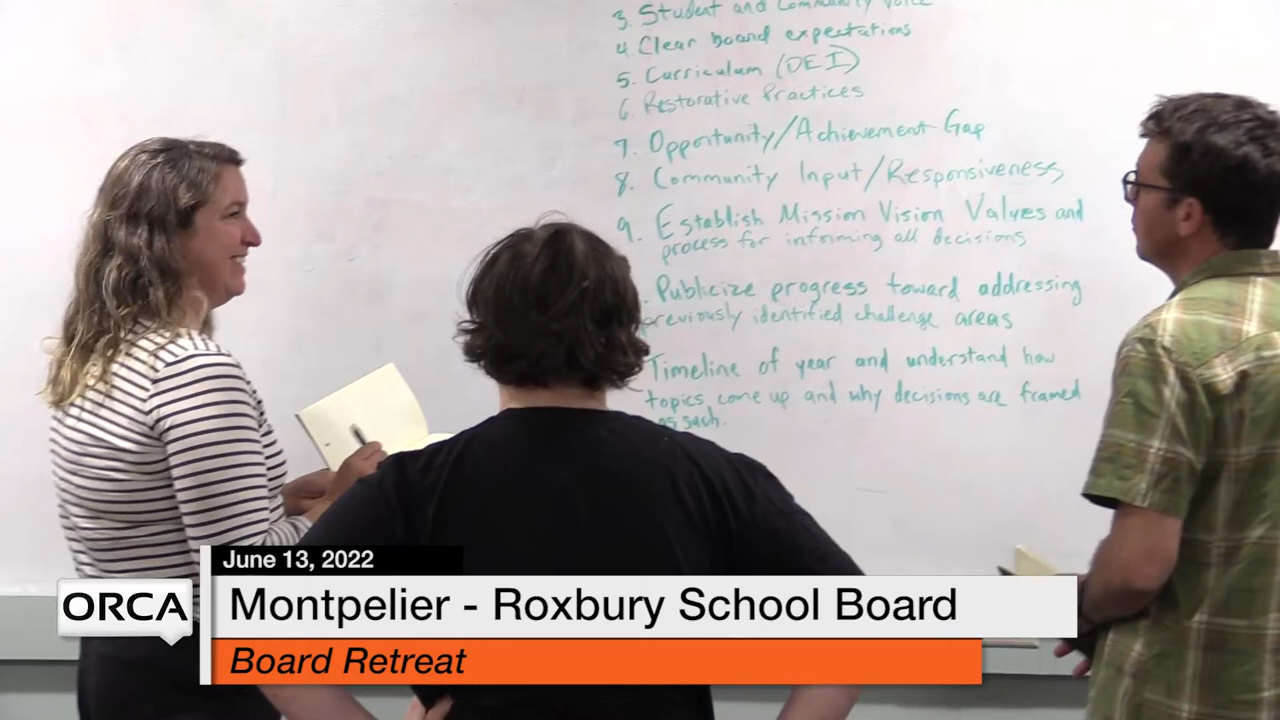 3. Student and Community Voice
4. Clear board expectations
5. Curriculum (DEI)
6. Restorative Practices
7. Opportunity/Achievement Gap
8. Community Input/Responsiveness
9. Establish Mission Vision Values and
process for informing all decisions
. Publicize progress toward addressing
previously identified challenge areas
Timeline of year and understand how
topics come up and why decisions are framed
as such.
June 13, 2022
ORCA
Montpelier - Roxbury School Board
Board Retreat